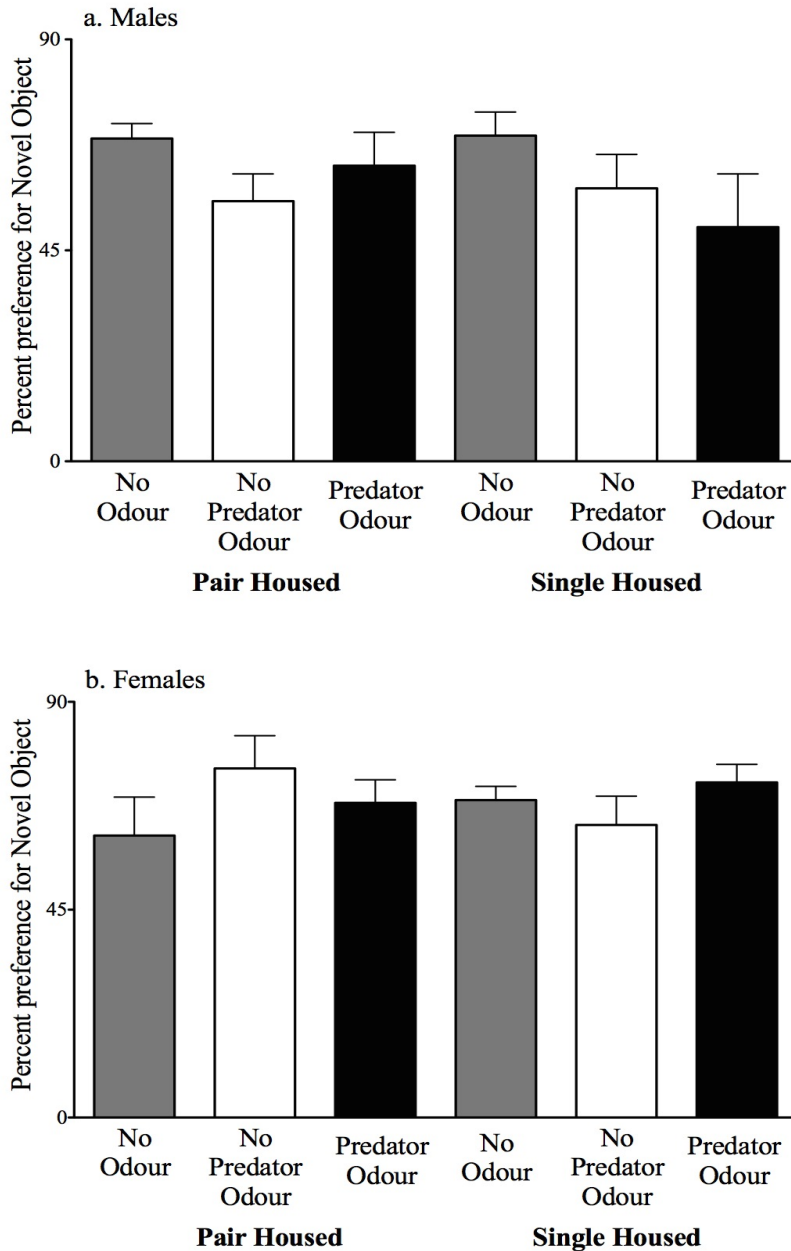 a. Males
90
45
0
Percent preference for Novel Object
No No Predator No No Predator
Odour Predator Odour Odour Predator Odour
Odour Odour
Pair Housed Single Housed
b. Females
90
45
0
Percent preference for Novel Object
No No Predator No No Predator
Odour Predator Odour Odour Predator Odour
Odour Odour
Pair Housed Single Housed